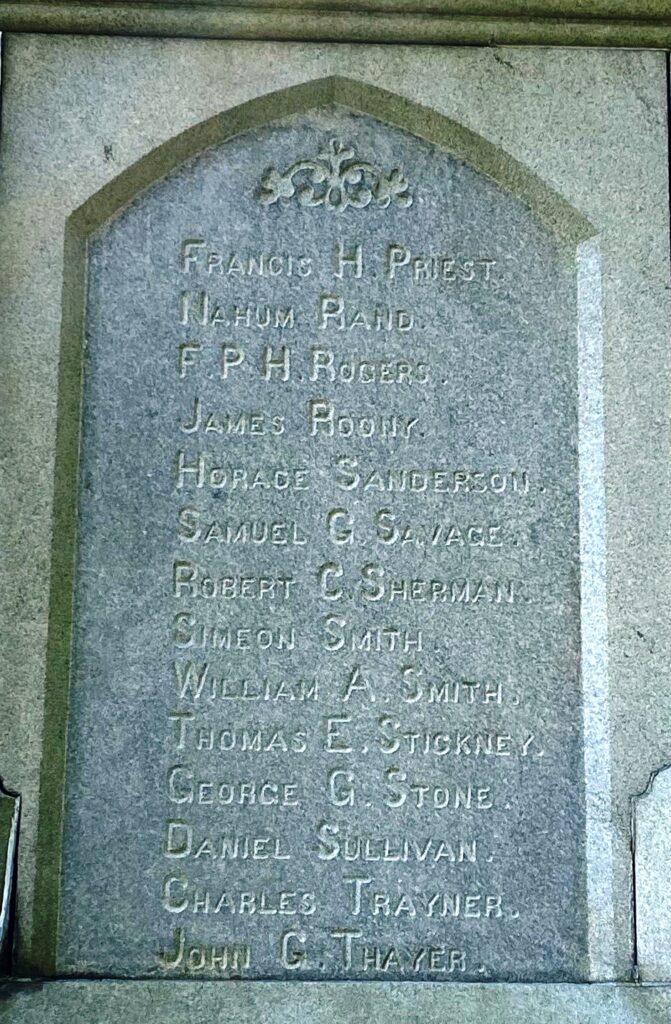 FRANCIS H. PRIEST.
NAHUM RAND.
F.P.H. ROGERS.
JAMES ROONY.
HORACE SANDERSON.
SAMUEL G. SAVAGE.
ROBERT C. SHERMAN.
SIMEON SMITH.
WILLIAM A. SMITH.
THOMAS E. STICKNEY.
GEORGE G. STONE.
DANIEL SULLIVAN.
CHARLES TRAYNER.
JOHN G. THAYER.